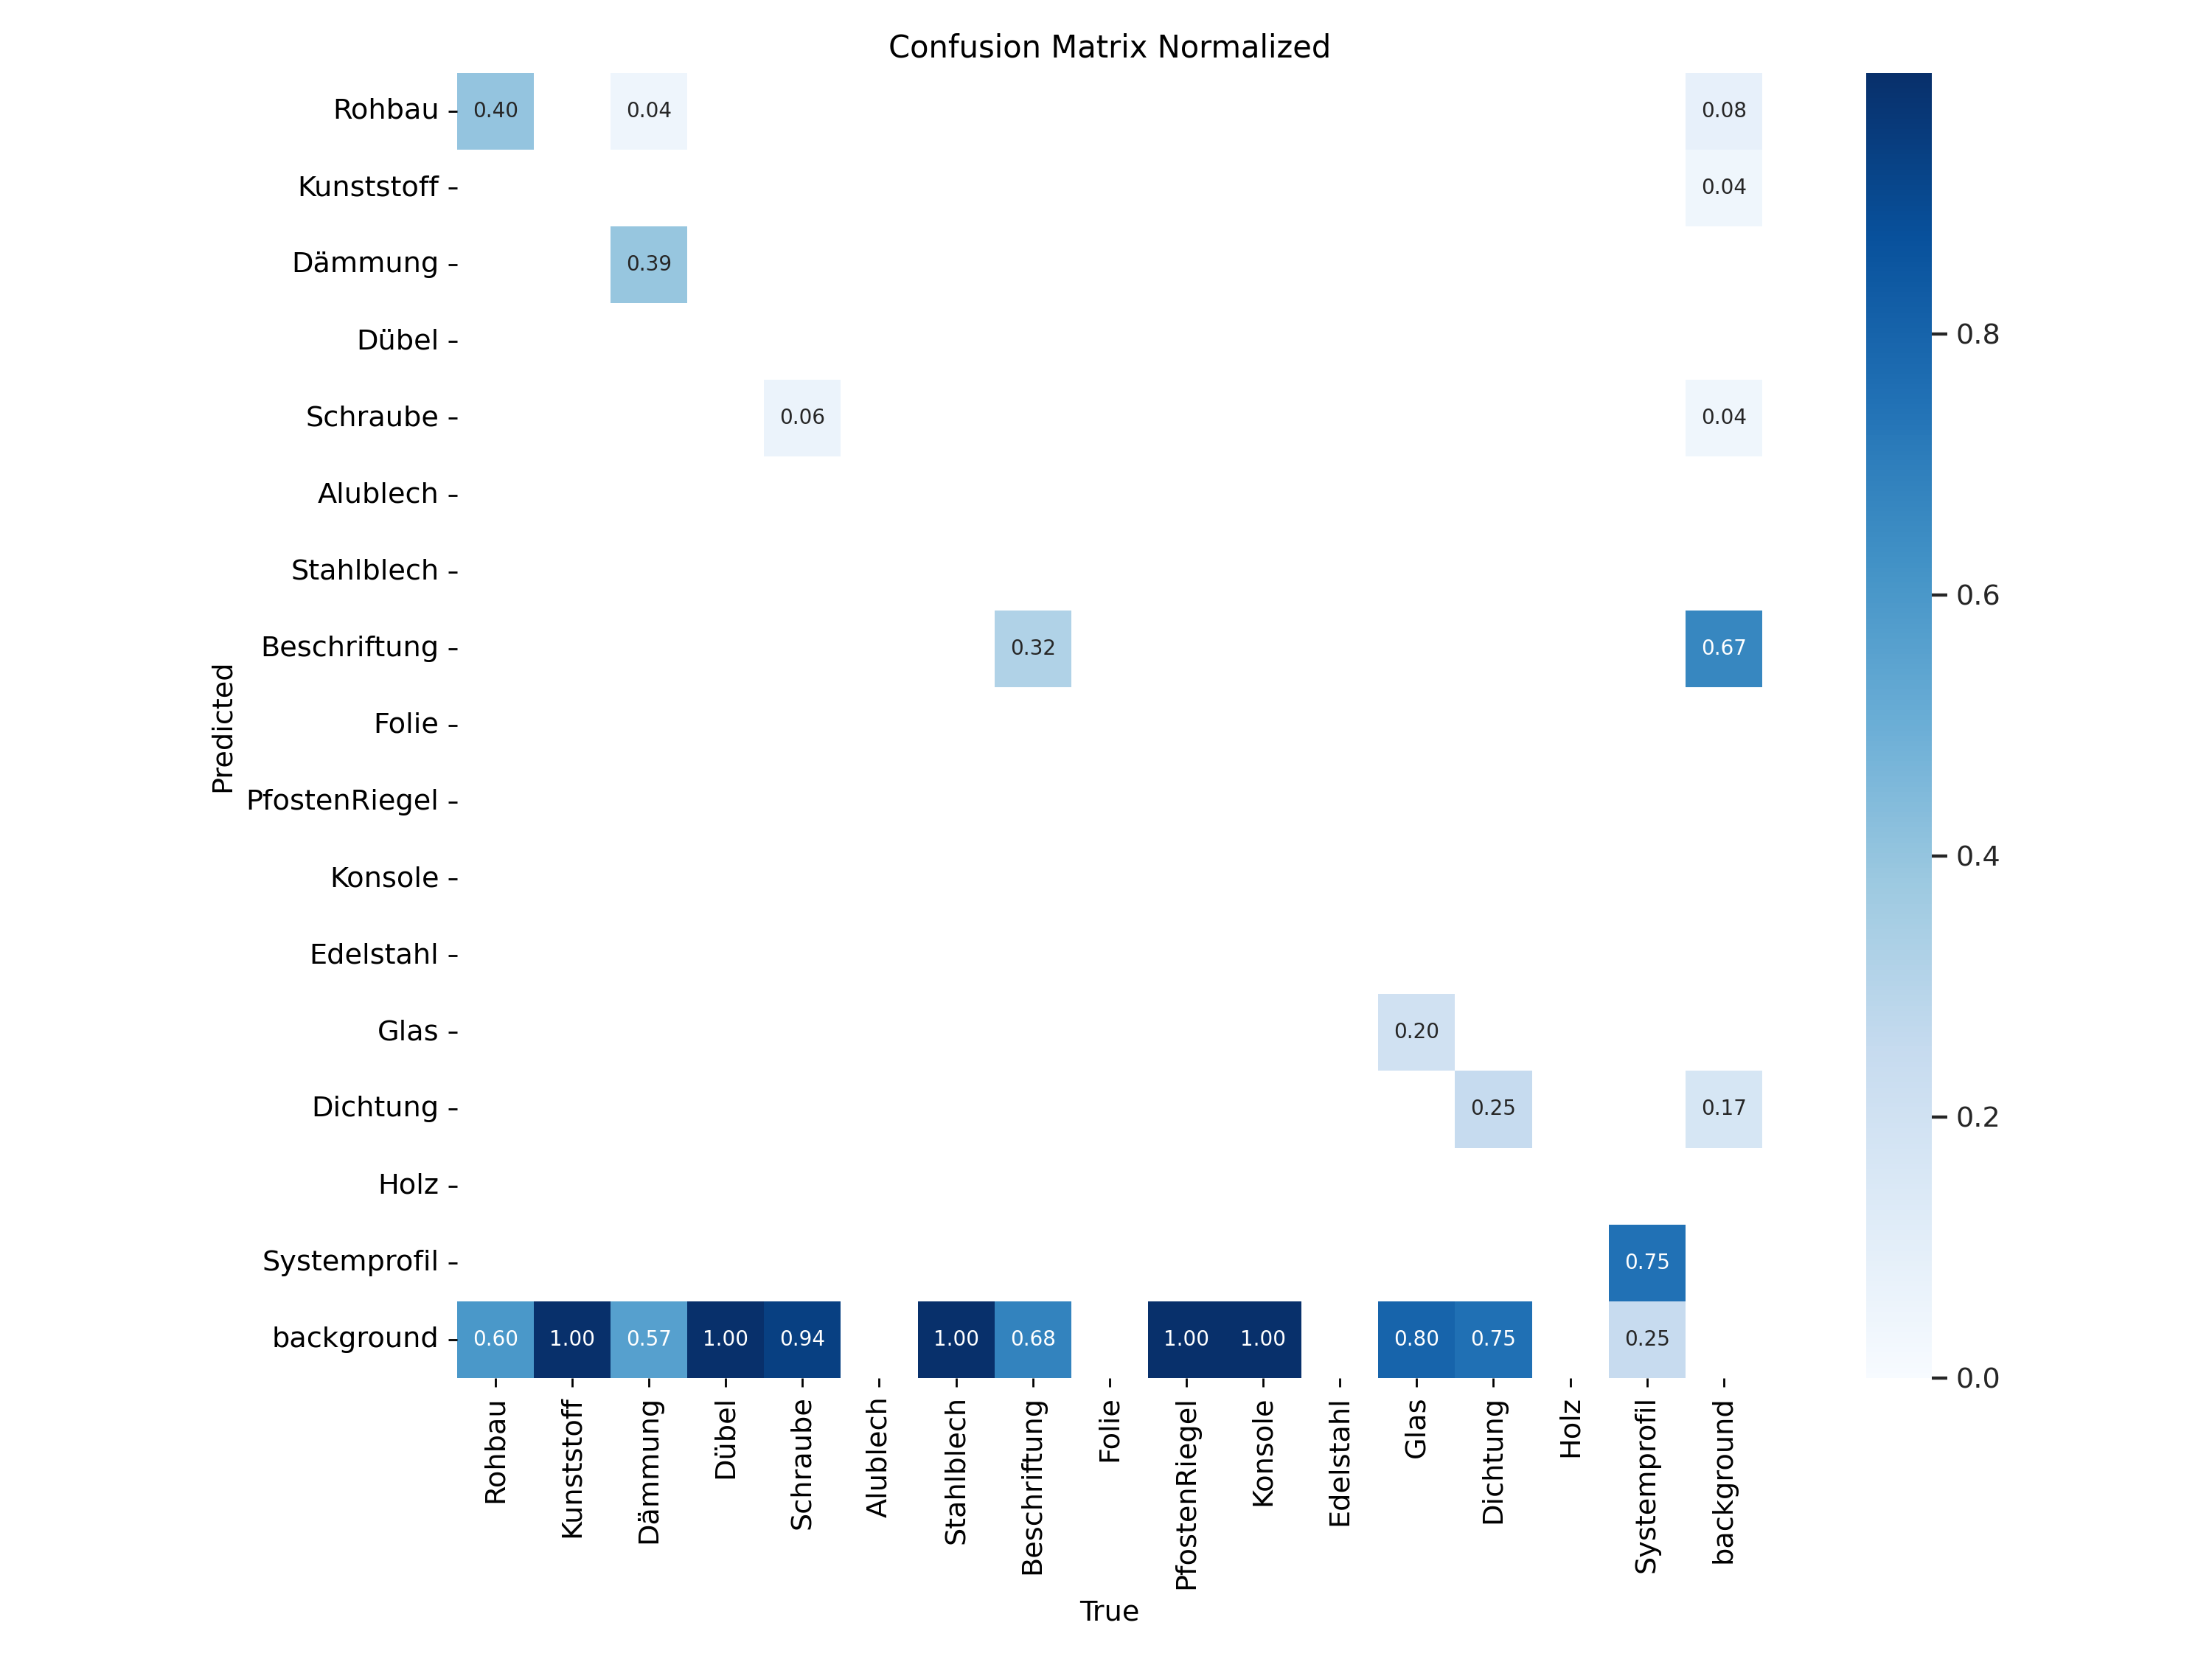 Confusion Matrix Normalized
Rohbau 0.40 0.04 0.08
Kunststoff 0.04
Dämmung 0.39
Dübel
Schraube 0.06 0.04
Alublech
Stahlblech
Beschriftung 0.32 0.67
Folie
PfostenRiegel
Konsole
Edelstahl
Glas 0.20
Dichtung 0.25 0.17
Holz
Systemprofil 0.75
background 0.60 1.00 0.57 1.00 0.94 1.00 0.68 1.00 1.00 0.80 0.75 0.25
Predicted
Rohbau Kunststoff Dämmung Dübel Schraube Alublech Stahlblech Beschriftung Folie PfostenRiegel Konsole Edelstahl Glas Dichtung Holz Systemprofil background
True
0.8
0.6
0.4
0.2
0.0